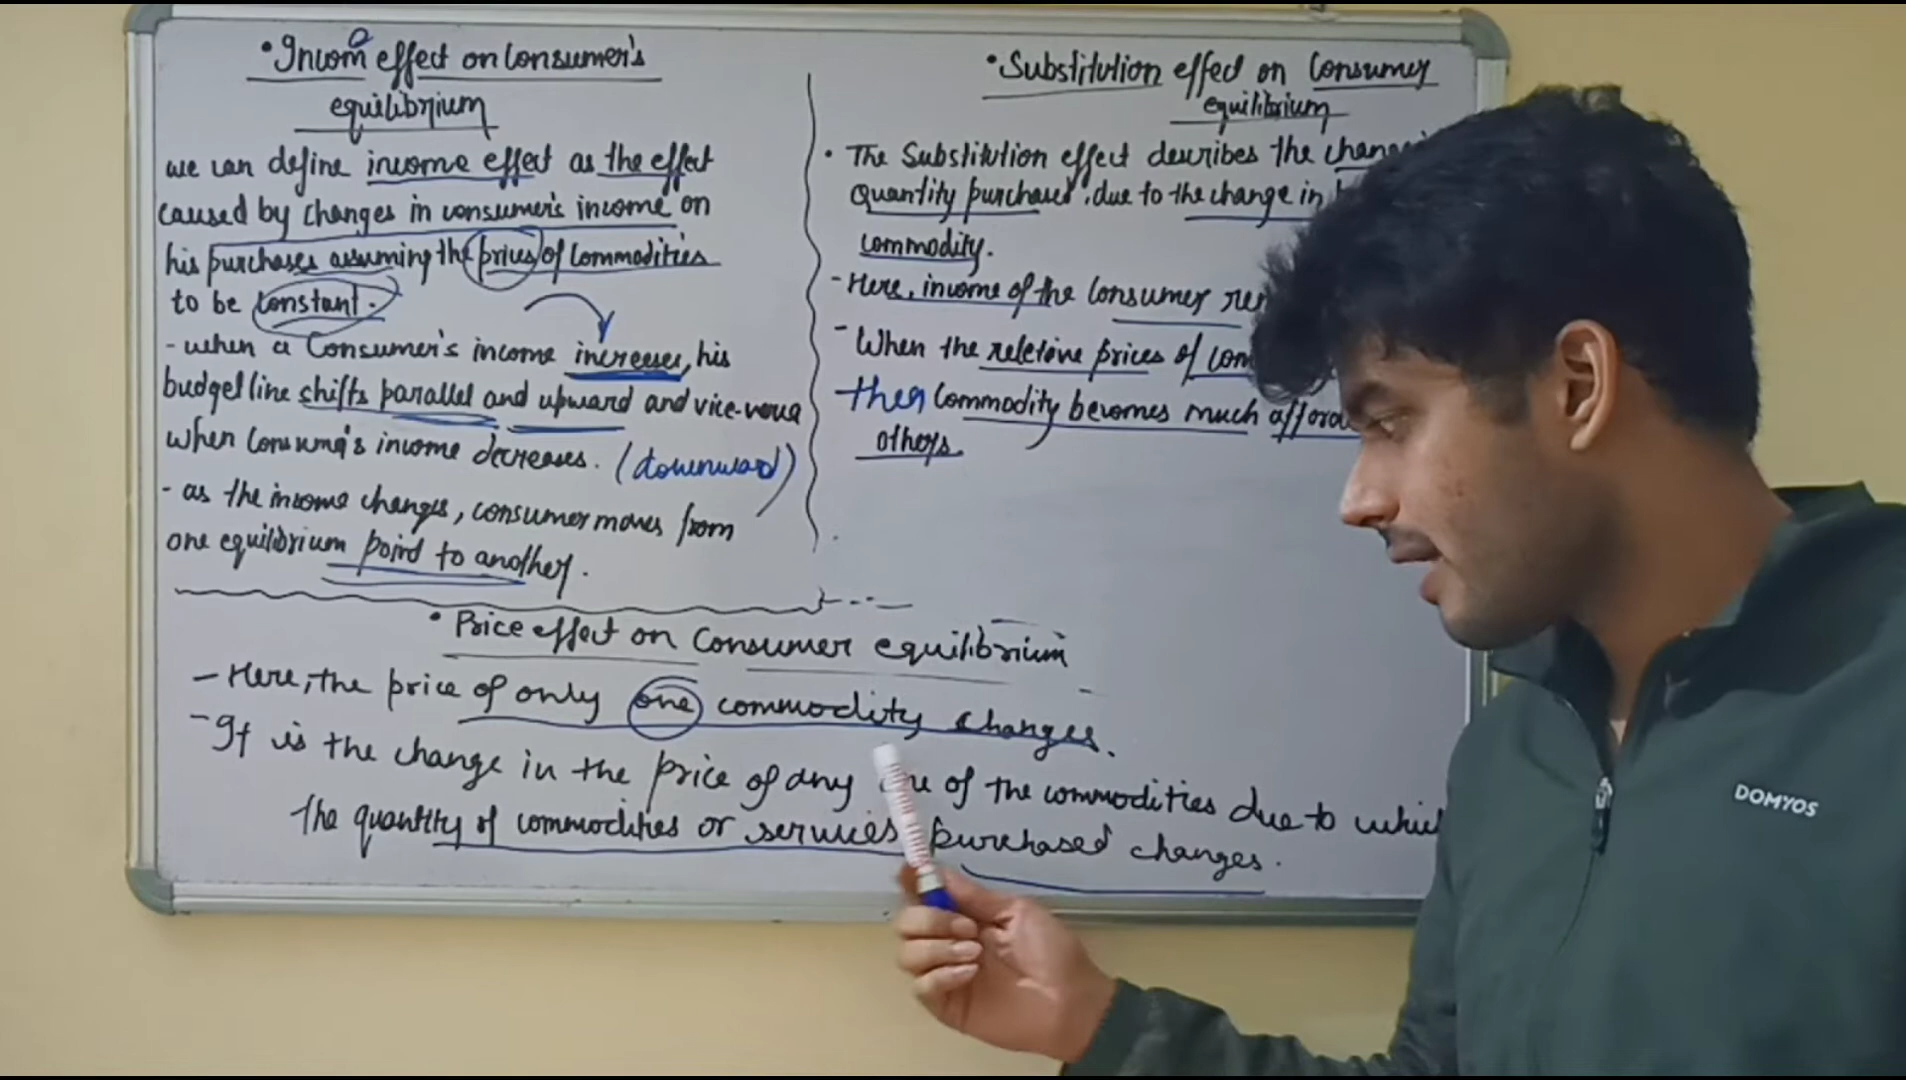 • Income effect on Consumer's
equilibrium
we can define income effect as the effect
caused by changes in consumer's income on
his purchases assuming the prices of commodities
to be constant.
- when a Consumer's income increases, his
budget line shifts parallel and upward and vice-versa
when Consumer's income decreases. (downward)
- as the income changes, consumer moves from
one equilibrium point to another.
• Substitution effect on Consumer
equilibrium
• The Substitution effect describes the
Quantity purchased, due to the change in
commodity.
- Here, income of the Consumer
- When the reletive prices of
then Commodity becomes much
others.
• Price effect on Consumer equilibrium
- Here, the price of only one commodity changes.
- It is the change in the price of any of the commodities due to
the quantity of commodities or services purchased changes.
DOMYOS